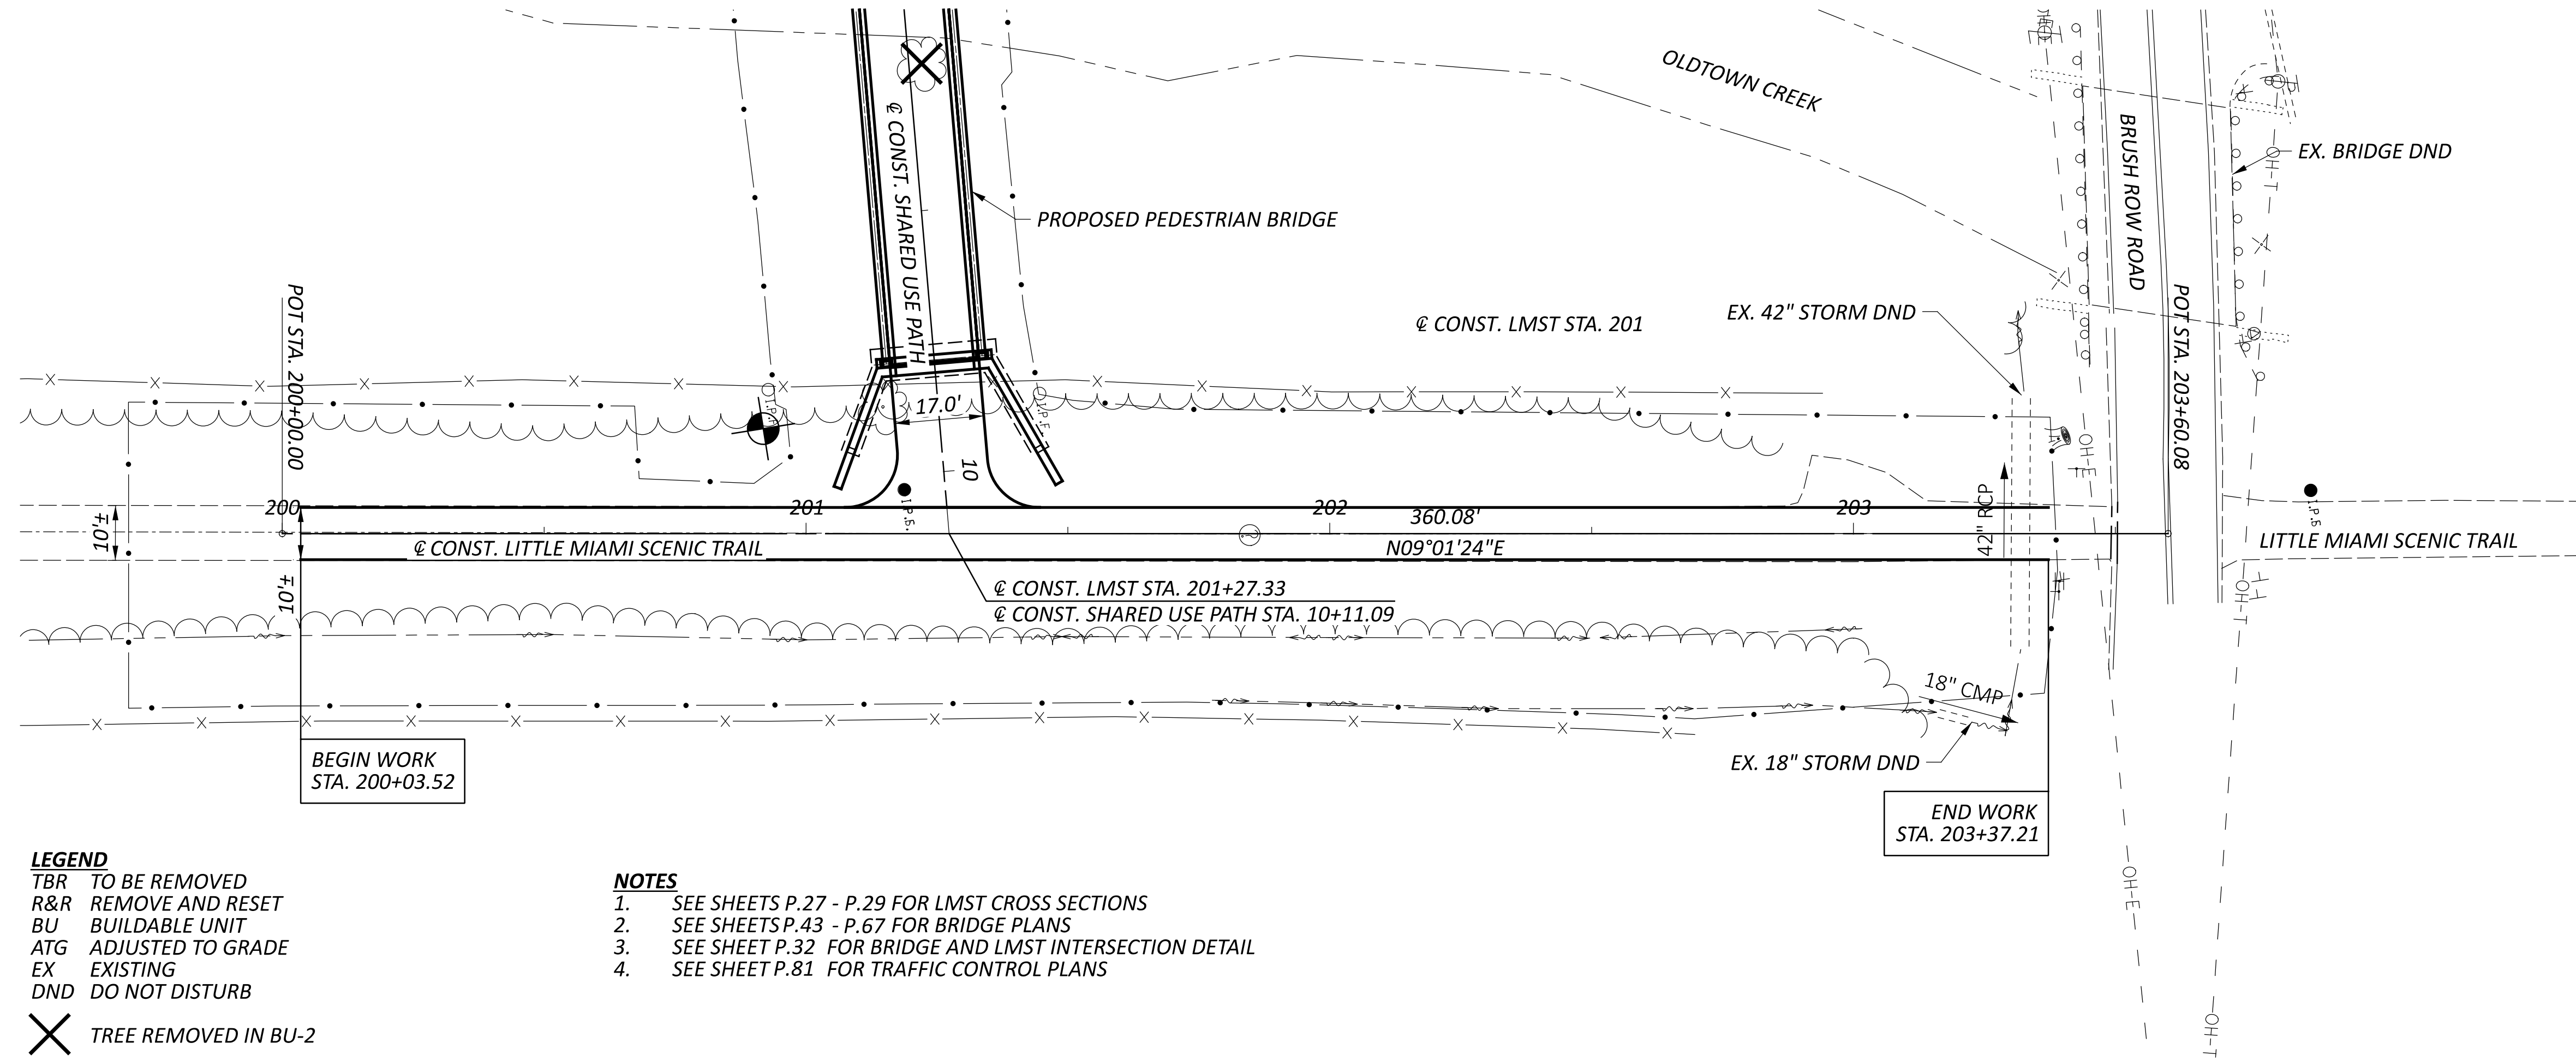 OLDTOWN CREEK
BRUSH ROW ROAD
EX. BRIDGE DND
℄ CONST. SHARED USE PATH
PROPOSED PEDESTRIAN BRIDGE
POT STA. 200+00.00
℄ CONST. LMST STA. 201
EX. 42" STORM DND
POT STA. 203+60.08
I.P.F.
I.P.F.
17.0'
10
OH-E
OH-T
200
201
202
203
I.P.S.
I.P.S.
360.08'
42" RCP
10.0'±
℄ CONST. LITTLE MIAMI SCENIC TRAIL
N09°01'24"E
LITTLE MIAMI SCENIC TRAIL
10.0'±
℄ CONST. LMST STA. 201+27.33
℄ CONST. SHARED USE PATH STA. 10+11.09
OH-T
18" CMP
BEGIN WORK
STA. 200+03.52
EX. 18" STORM DND
END WORK
STA. 203+37.21
OH-E
OH-T
LEGEND
TBR TO BE REMOVED
R&R REMOVE AND RESET
BU BUILDABLE UNIT
ATG ADJUSTED TO GRADE
EX EXISTING
DND DO NOT DISTURB
TREE REMOVED IN BU-2
NOTES
1. SEE SHEETS P.27 - P.29 FOR LMST CROSS SECTIONS
2. SEE SHEETS P.43 - P.67 FOR BRIDGE PLANS
3. SEE SHEET P.32 FOR BRIDGE AND LMST INTERSECTION DETAIL
4. SEE SHEET P.81 FOR TRAFFIC CONTROL PLANS